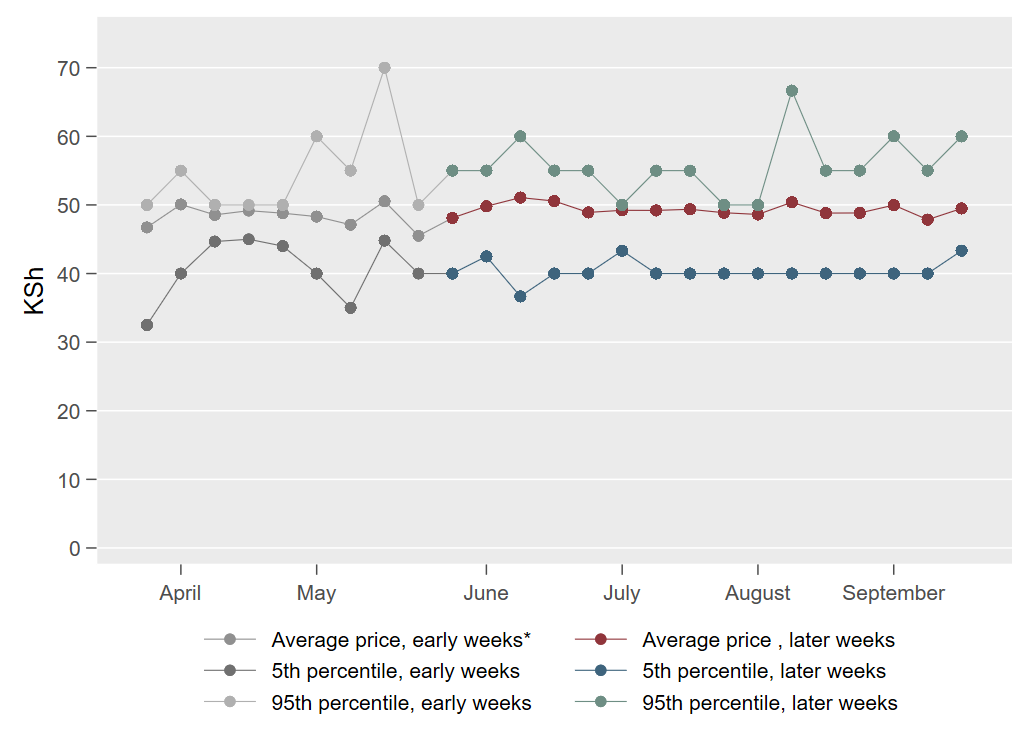 70
60
50
40
30
20
10
0
KSh
April May June July August September
Average price, early weeks* Average price , later weeks
5th percentile, early weeks 5th percentile, later weeks
95th percentile, early weeks 95th percentile, later weeks